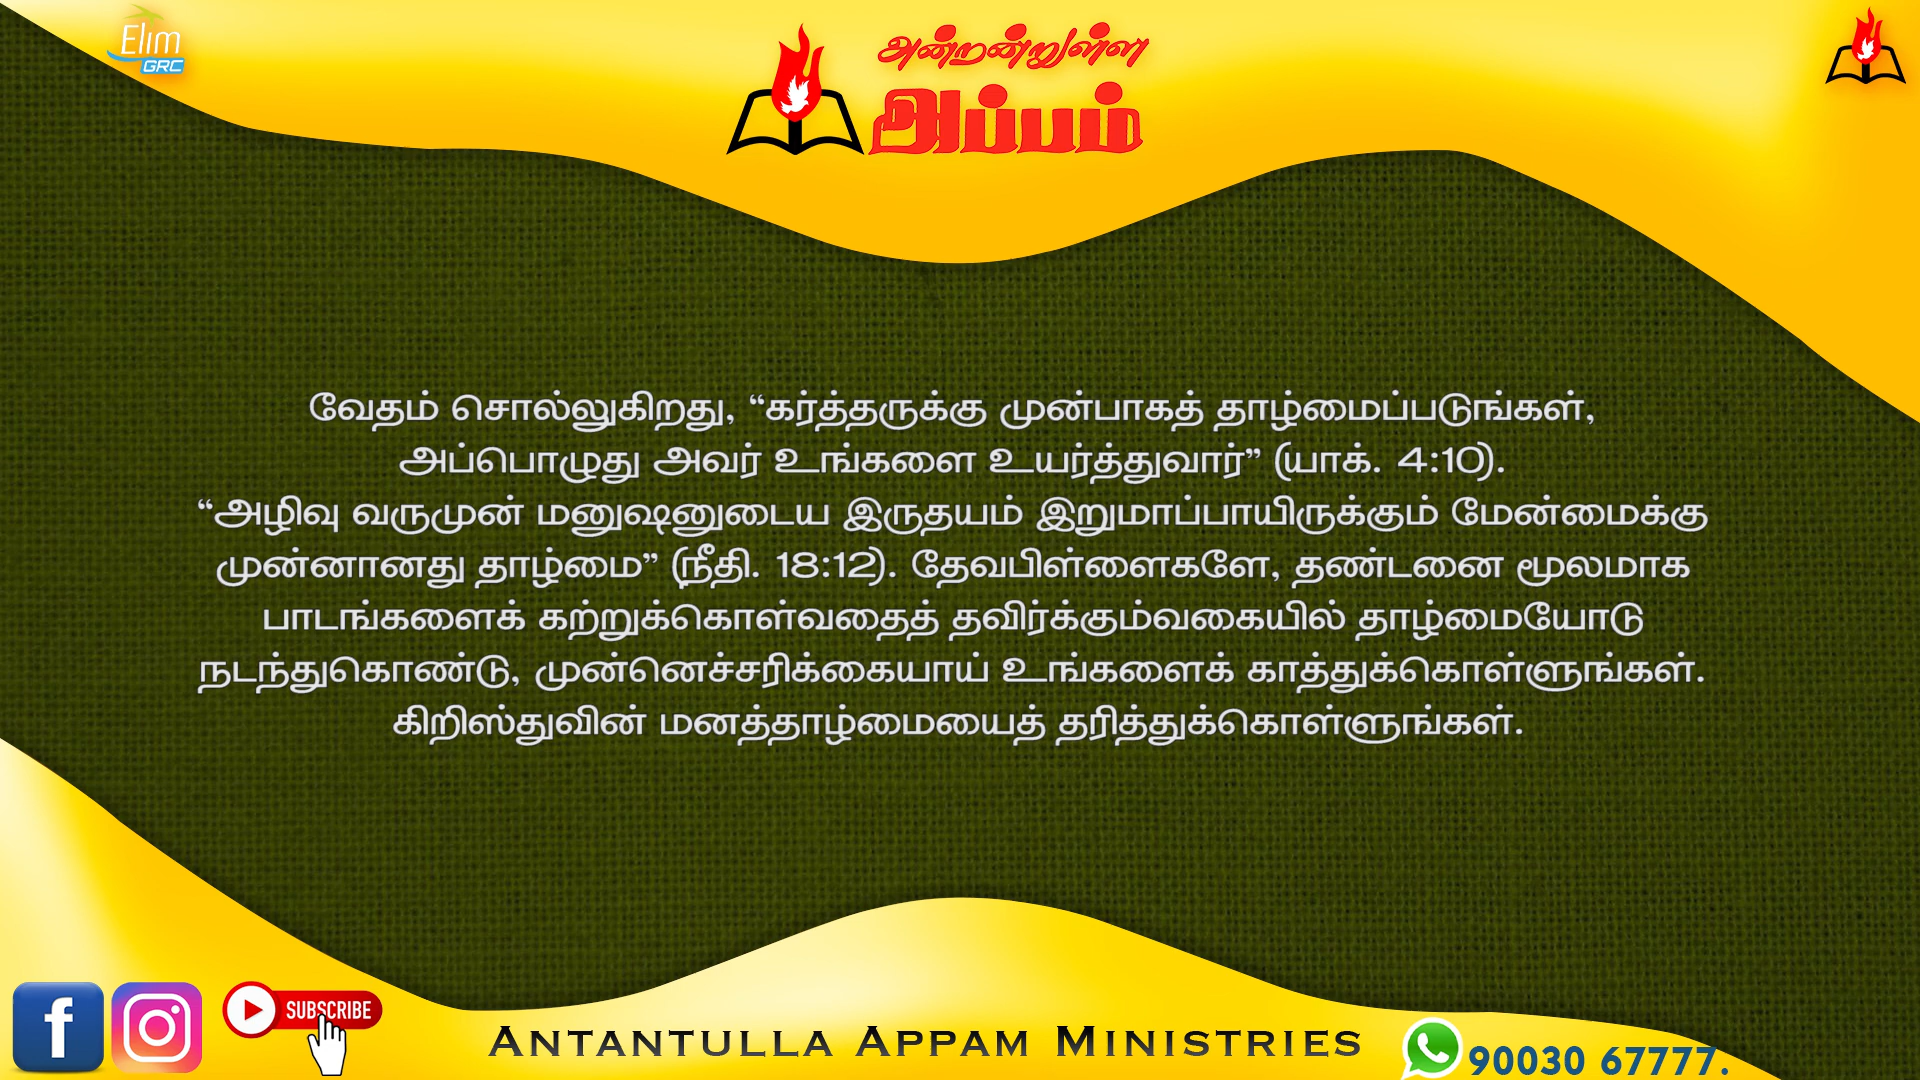 Elim
GRC
அன்றன்றுள்ள
அப்பம்
வேதம் சொல்லுகிறது, “கர்த்தருக்கு முன்பாகத் தாழ்மைப்படுங்கள்,
அப்பொழுது அவர் உங்களை உயர்த்துவார்” (யாக். 4:10).
“அழிவு வருமுன் மனுஷனுடைய இருதயம் இறுமாப்பாயிருக்கும் மேன்மைக்கு
முன்னானது தாழ்மை” (நீதி. 18:12). தேவபிள்ளைகளே, தண்டனை மூலமாக
பாடங்களைக் கற்றுக்கொள்வதைத் தவிர்க்கும்வகையில் தாழ்மையோடு
நடந்துகொண்டு, முன்னெச்சரிக்கையாய் உங்களைக் காத்துக்கொள்ளுங்கள்.
கிறிஸ்துவின் மனத்தாழ்மையைத் தரித்துக்கொள்ளுங்கள்.
SUBSCRIBE
ANTANTULLA APPAM MINISTRIES
90030 67777.